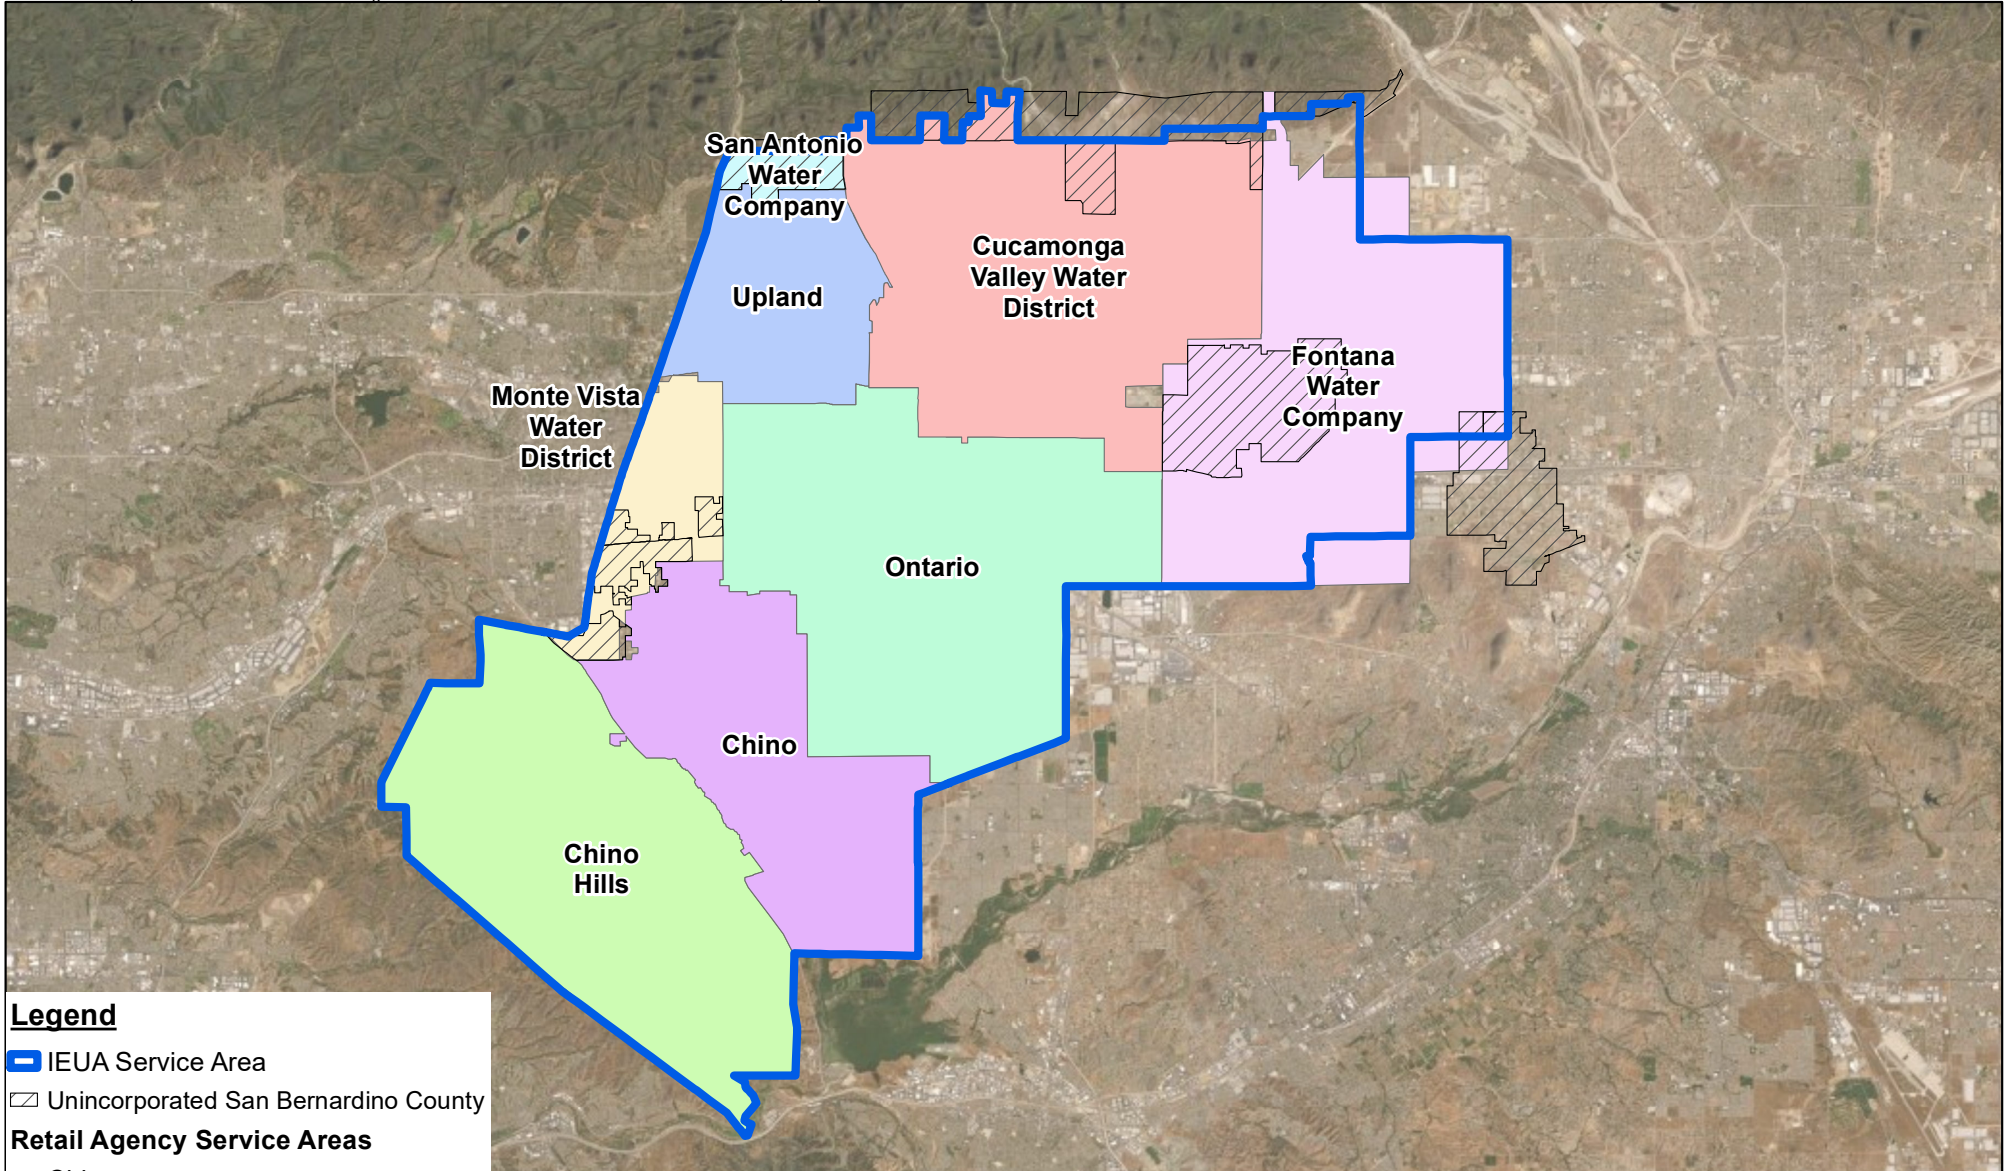 San Antonio
Water
Company
Upland
Cucamonga
Valley Water
District
Fontana
Water
Company
Monte Vista
Water
District
Ontario
Chino
Chino
Hills
Legend
IEUA Service Area
Unincorporated San Bernardino County
Retail Agency Service Areas